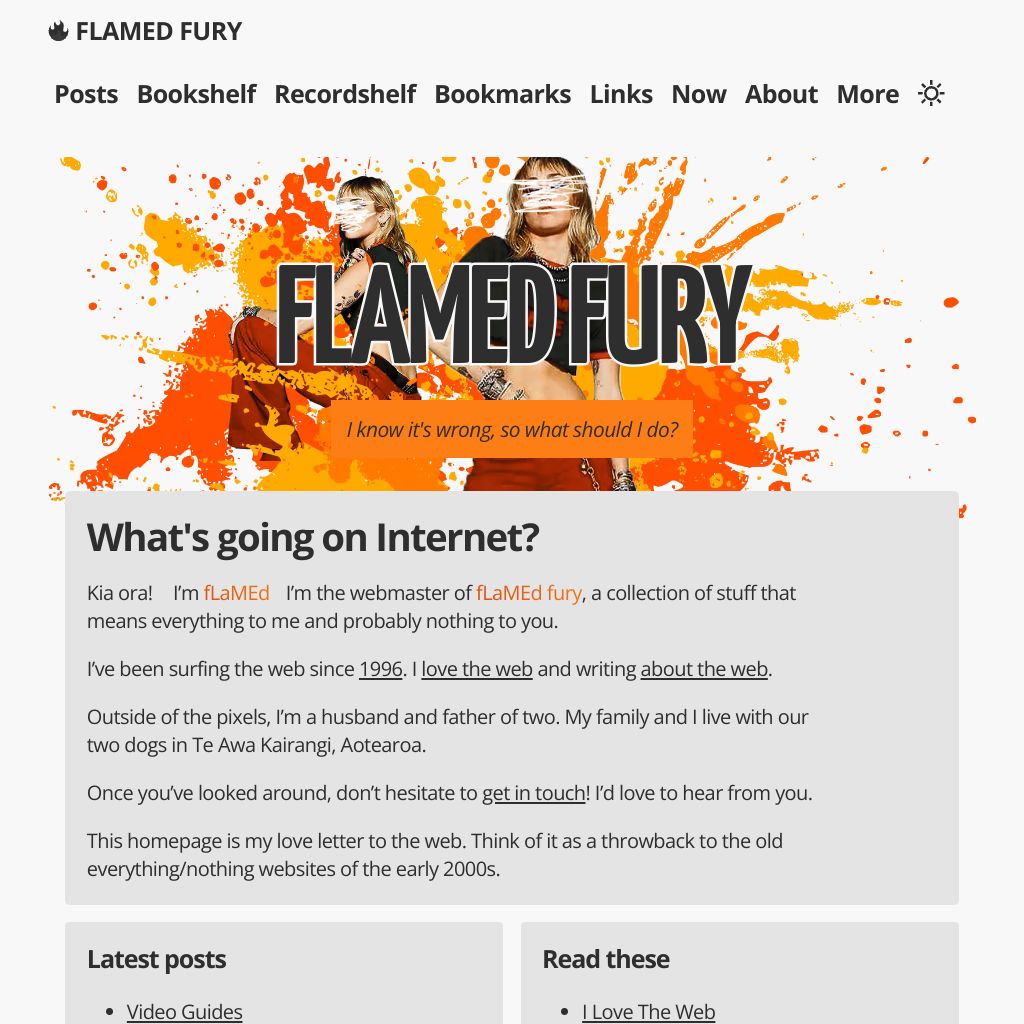 FLAMED FURY
Posts Bookshelf Recordshelf Bookmarks Links Now About More
FLAMED FURY
I know it's wrong, so what should I do?
What's going on Internet?
Kia ora! I’m fLaMEd I’m the webmaster of fLaMEd fury, a collection of stuff that
means everything to me and probably nothing to you.
I’ve been surfing the web since 1996. I love the web and writing about the web.
Outside of the pixels, I’m a husband and father of two. My family and I live with our
two dogs in Te Awa Kairangi, Aotearoa.
Once you’ve looked around, don’t hesitate to get in touch! I’d love to hear from you.
This homepage is my love letter to the web. Think of it as a throwback to the old
everything/nothing websites of the early 2000s.
Latest posts
Video Guides
Read these
I Love The Web